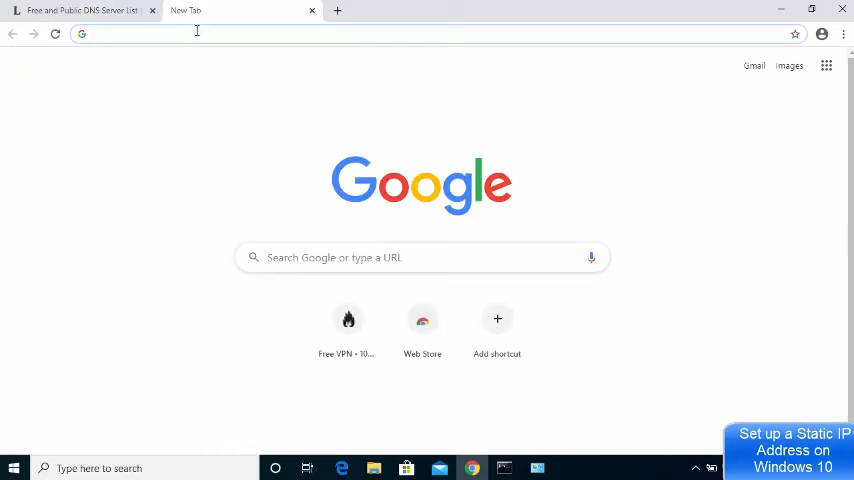 Free and Public DNS Server List
New Tab
Gmail
Images
Google
Search Google or type a URL
Free VPN • 10...
Web Store
Add shortcut
Set up a Static IP
Address on
Windows 10
Type here to search